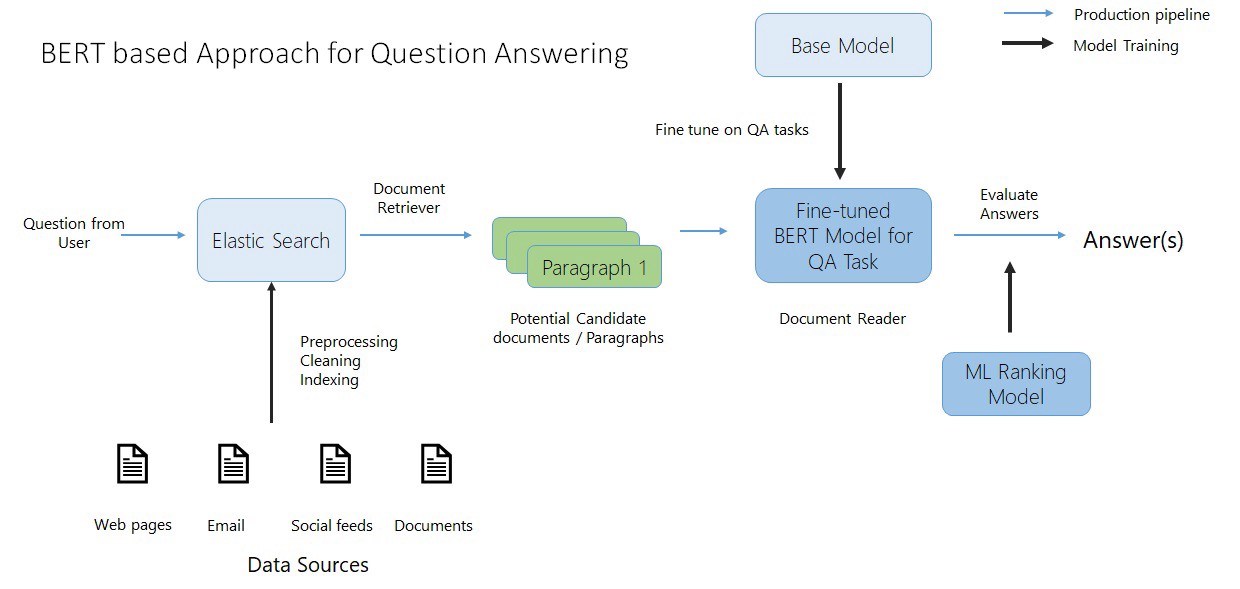 BERT based Approach for Question Answering
Production pipeline
Model Training
Base Model
Fine tune on QA tasks
Question from
User
Elastic Search
Document
Retriever
Paragraph 1
Potential Candidate
documents / Paragraphs
Fine-tuned
BERT Model for
QA Task
Document Reader
Evaluate
Answers
Answer(s)
ML Ranking
Model
Preprocessing
Cleaning
Indexing
Web pages
Email
Social feeds
Documents
Data Sources